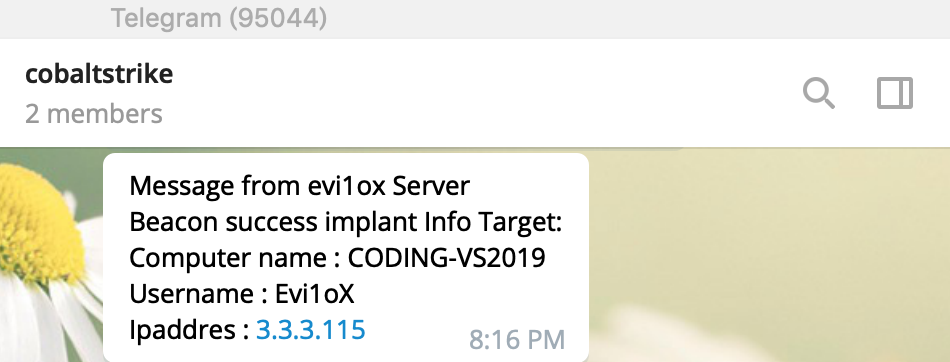 Telegram (95044)
cobaltstrike
2 members
Message from evi1ox Server
Beacon success implant Info Target:
Computer name : CODING-VS2019
Username : Evi1oX
Ipaddres : 3.3.3.115
8:16 PM